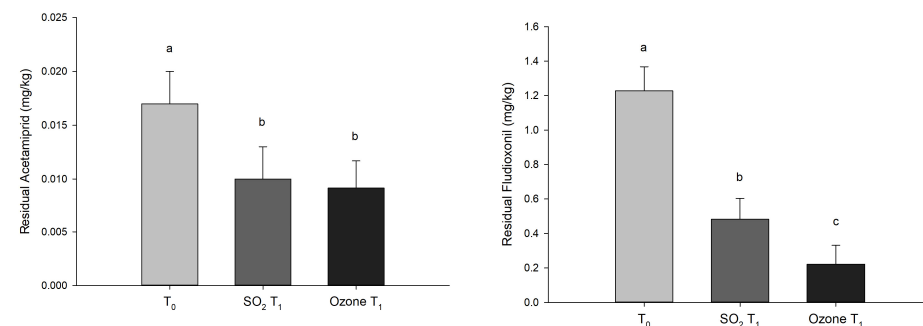 Residual Acetamiprid (mg/kg)
0.025
0.020
0.015
0.010
0.005
0.000
a
b
b
T₀
SO₂ T₁
Ozone T₁
Residual Fludioxonil (mg/kg)
1.6
1.4
1.2
1.0
0.8
0.6
0.4
0.2
0.0
a
b
c
T₀
SO₂ T₁
Ozone T₁